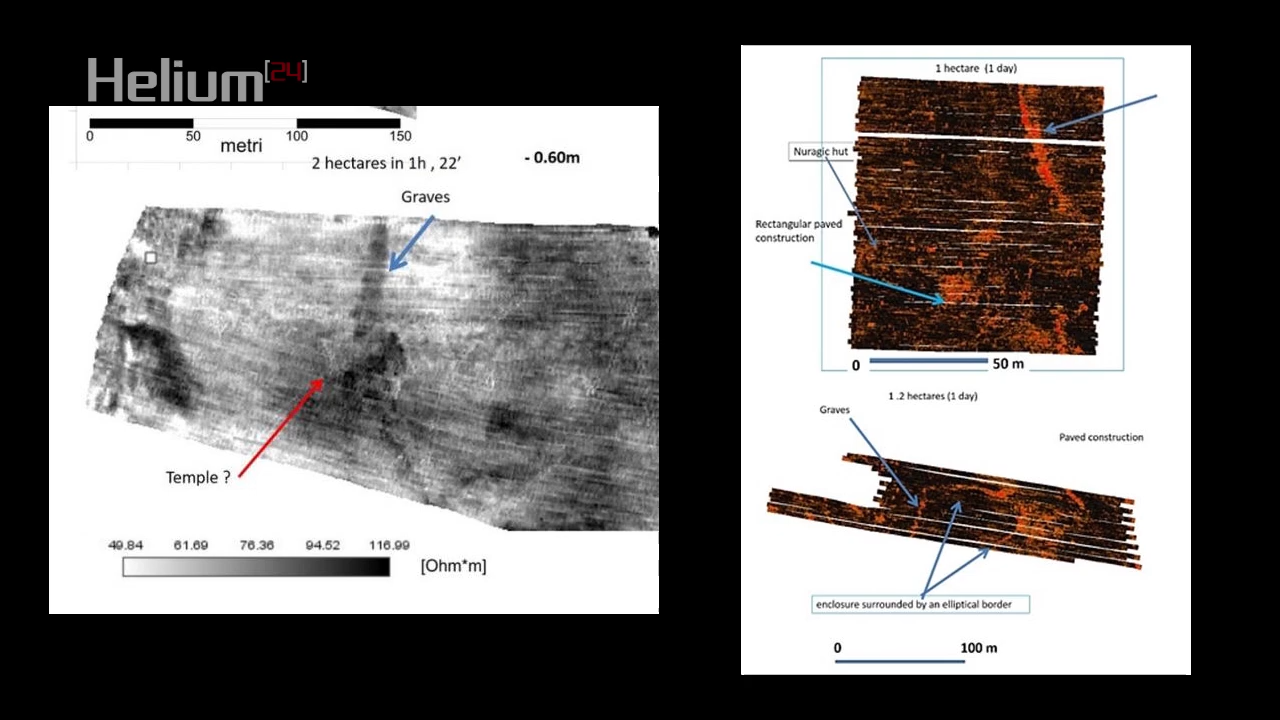 Helium[24]
0 50 100 150
metri
2 hectares in 1h , 22’
- 0.60m
Graves
Temple ?
49.84 61.69 76.36 94.52 116.99
[Ohm*m]
1 hectare (1 day)
Nuragic hut
Rectangular paved
construction
0 50 m
1 .2 hectares (1 day)
Graves
Paved construction
enclosure surrounded by an elliptical border
0 100 m